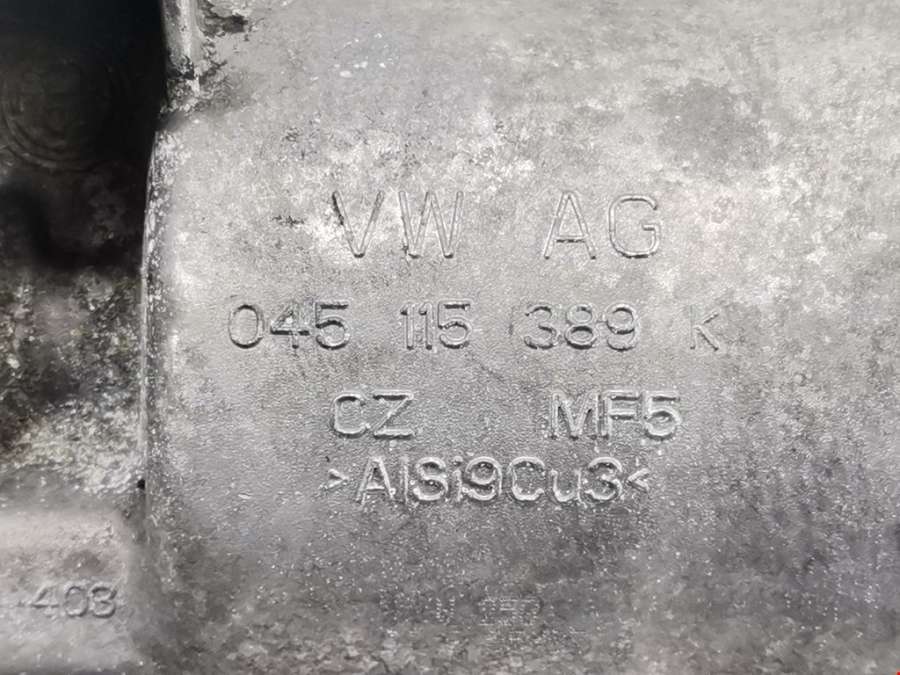 VW AG
045 115 389 K
CZ MF5
>AlSi9Cu3<
403